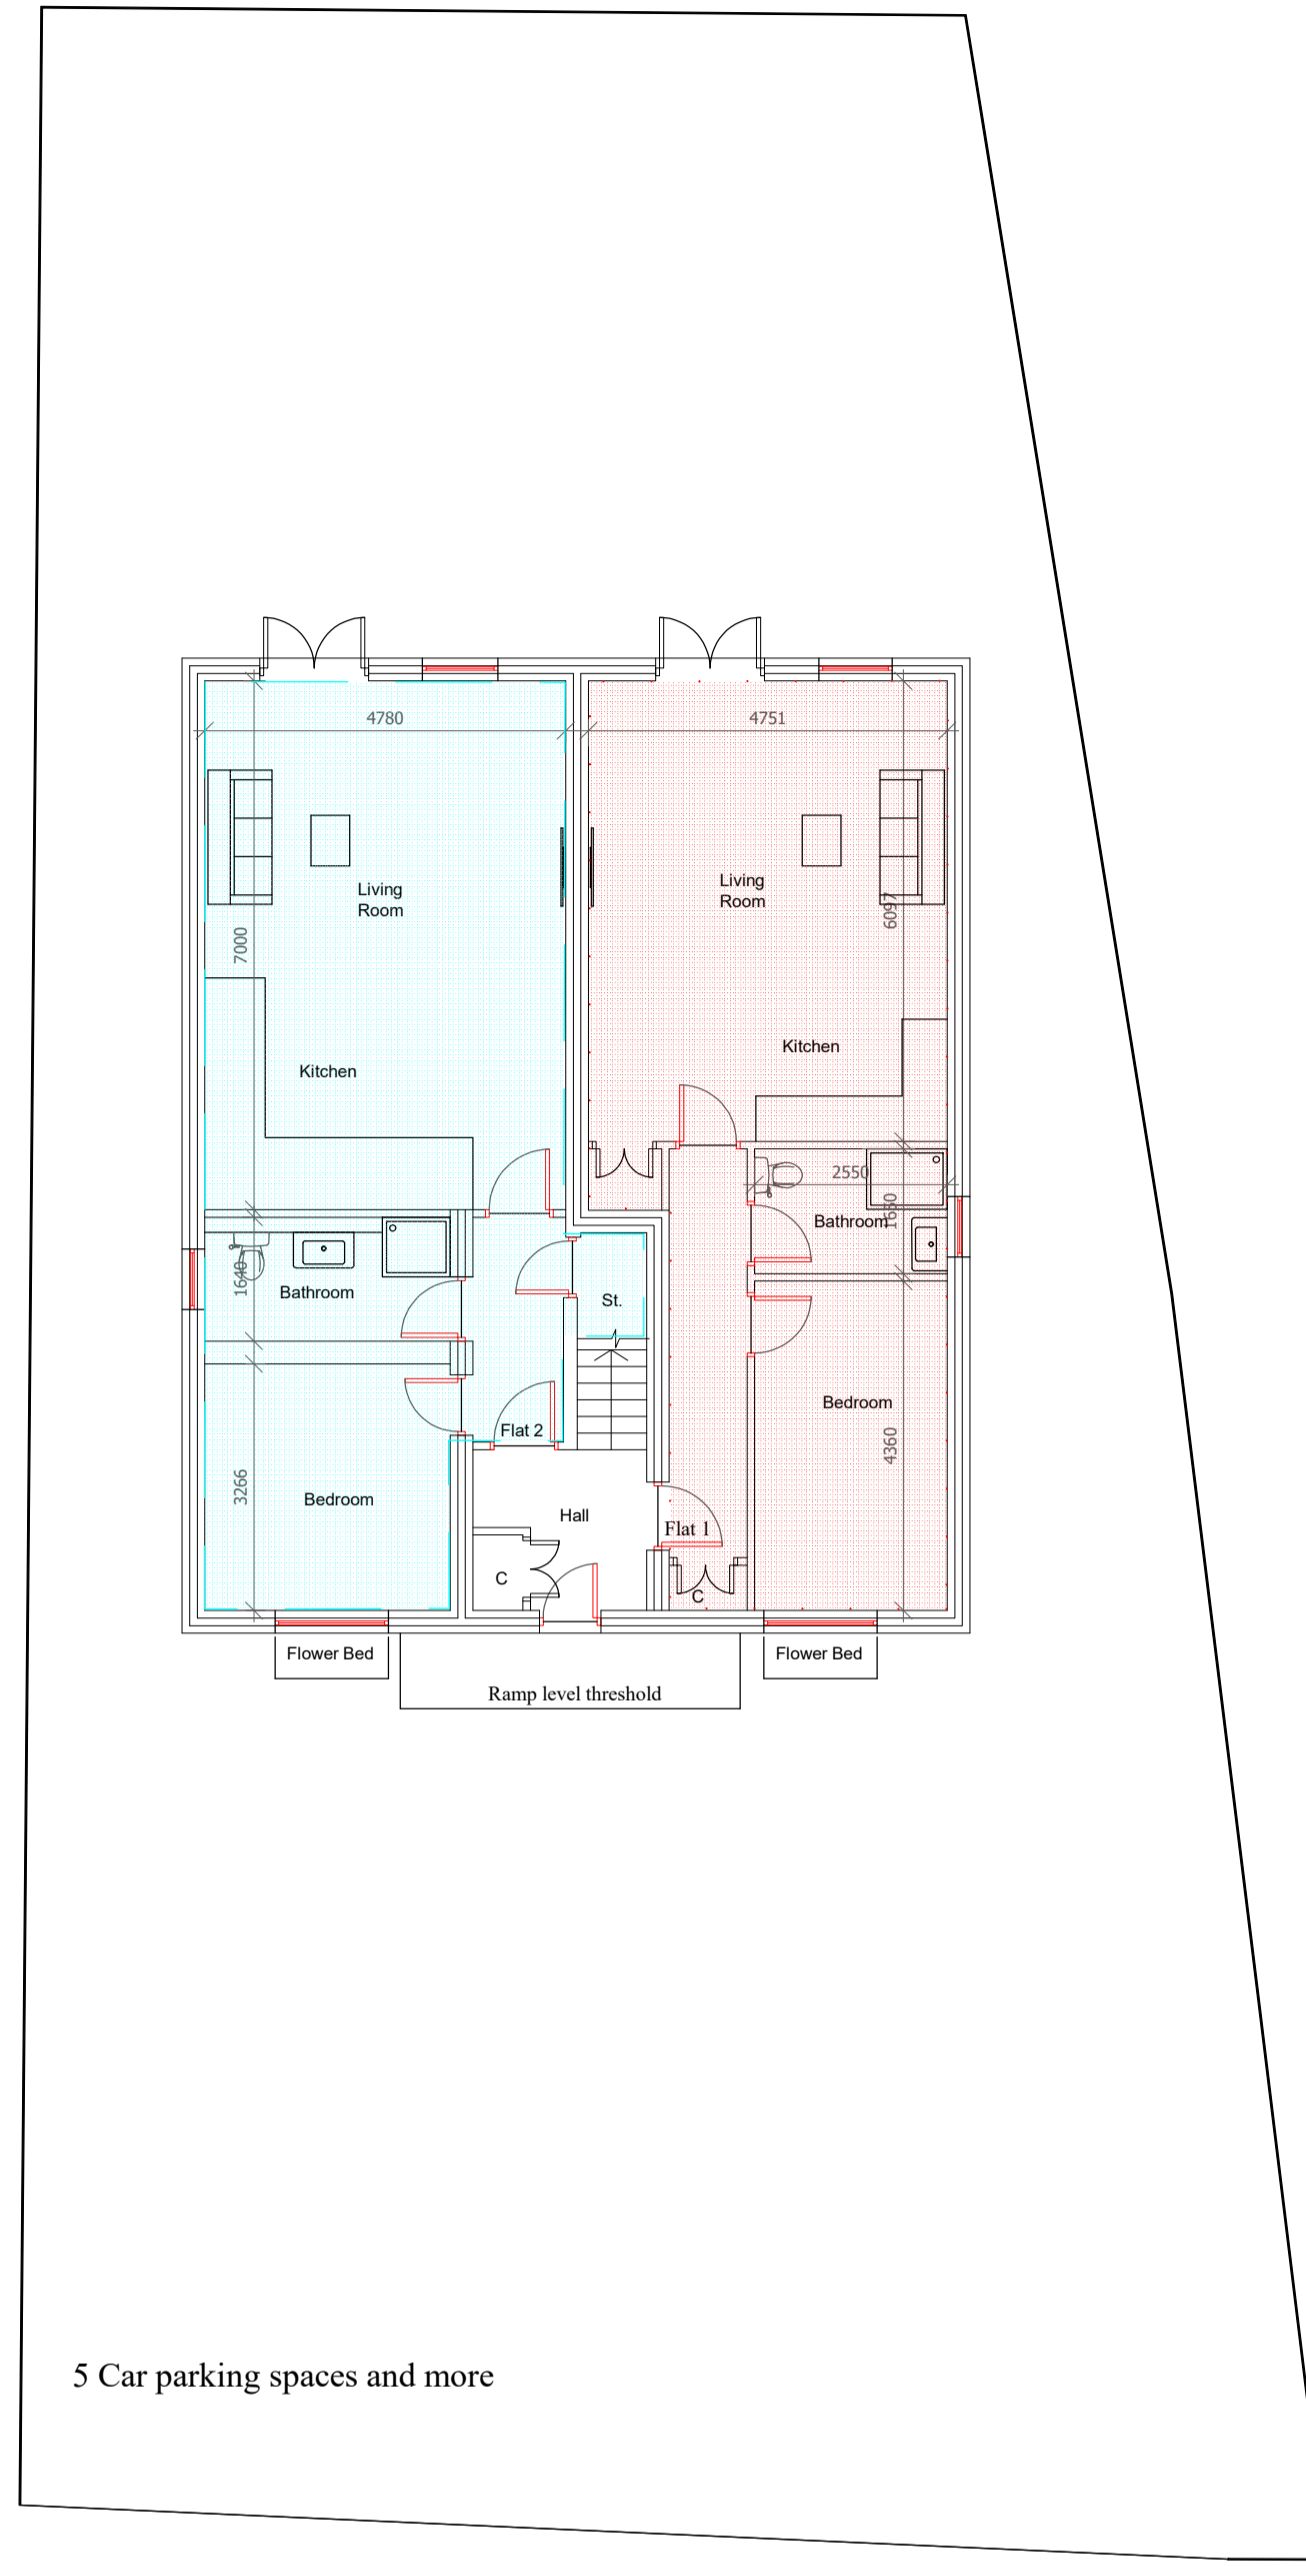 4780
4751
Living
Room
Living
Room
6097
7000
Kitchen
Kitchen
2550
Bathroom
1650
1640
Bathroom
St.
Bedroom
4360
Flat 2
3266
Bedroom
Hall
Flat 1
C
C
Flower Bed
Flower Bed
Ramp level threshold
5 Car parking spaces and more